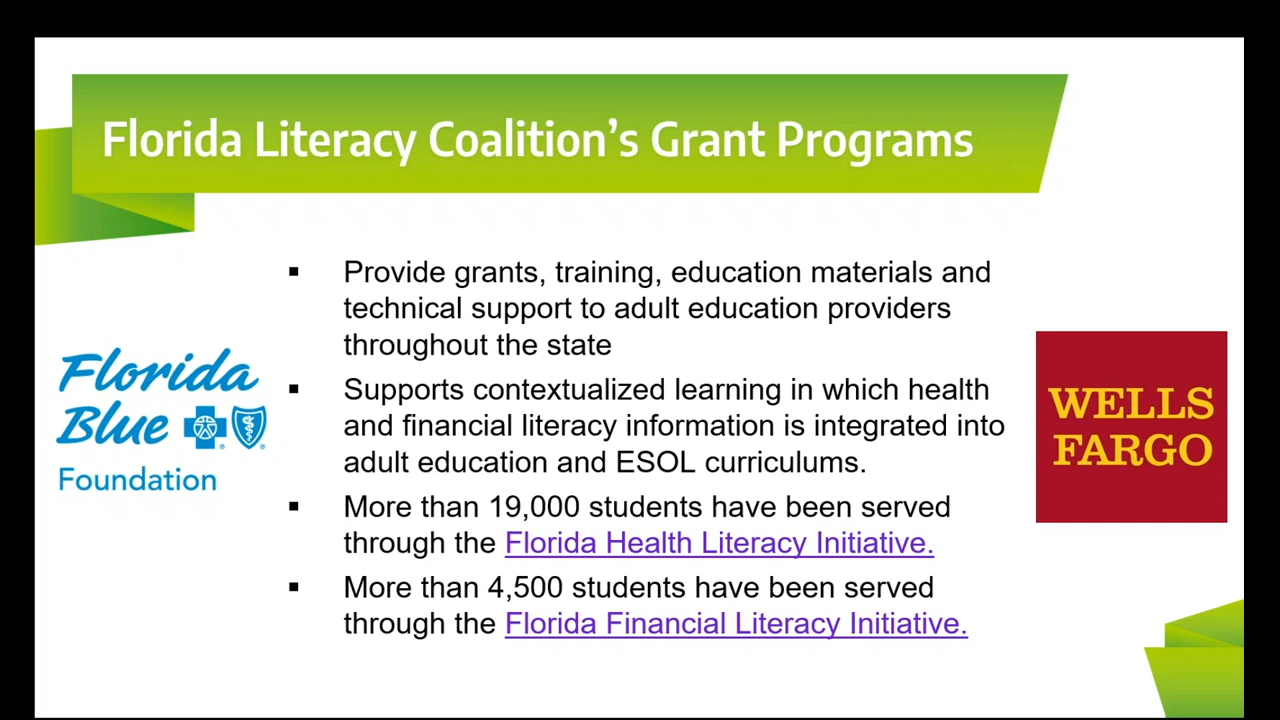 Florida Literacy Coalition’s Grant Programs
▪ Provide grants, training, education materials and
technical support to adult education providers
throughout the state
▪ Supports contextualized learning in which health
and financial literacy information is integrated into
adult education and ESOL curriculums.
▪ More than 19,000 students have been served
through the Florida Health Literacy Initiative.
▪ More than 4,500 students have been served
through the Florida Financial Literacy Initiative.
Florida
Blue
Foundation
WELLS
FARGO